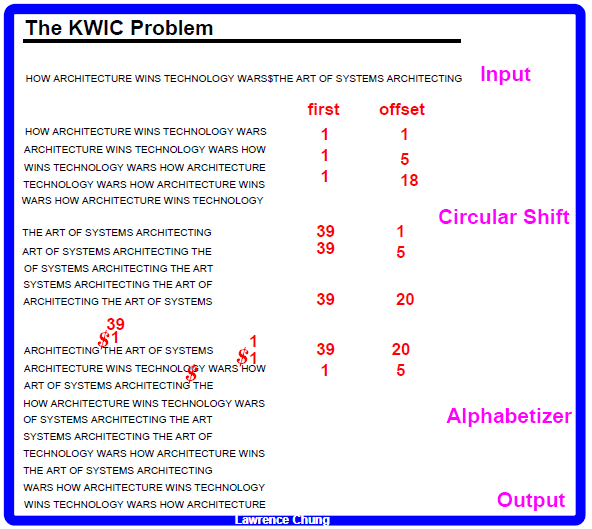 The KWIC Problem
HOW ARCHITECTURE WINS TECHNOLOGY WARS$THE ART OF SYSTEMS ARCHITECTING Input
first offset
HOW ARCHITECTURE WINS TECHNOLOGY WARS 1 1
ARCHITECTURE WINS TECHNOLOGY WARS HOW 1 5
WINS TECHNOLOGY WARS HOW ARCHITECTURE 1 18
TECHNOLOGY WARS HOW ARCHITECTURE WINS
WARS HOW ARCHITECTURE WINS TECHNOLOGY
Circular Shift
THE ART OF SYSTEMS ARCHITECTING 39 1
ART OF SYSTEMS ARCHITECTING THE 39 5
OF SYSTEMS ARCHITECTING THE ART
SYSTEMS ARCHITECTING THE ART OF
ARCHITECTING THE ART OF SYSTEMS 39 20
39
$1 1
$1
ARCHITECTING THE ART OF SYSTEMS 39 20
ARCHITECTURE WINS TECHNOLOGY WARS HOW 1 5
$
ART OF SYSTEMS ARCHITECTING THE
HOW ARCHITECTURE WINS TECHNOLOGY WARS
OF SYSTEMS ARCHITECTING THE ART Alphabetizer
SYSTEMS ARCHITECTING THE ART OF
TECHNOLOGY WARS HOW ARCHITECTURE WINS
THE ART OF SYSTEMS ARCHITECTING
WARS HOW ARCHITECTURE WINS TECHNOLOGY
WINS TECHNOLOGY WARS HOW ARCHITECTURE Output
Lawrence Chung